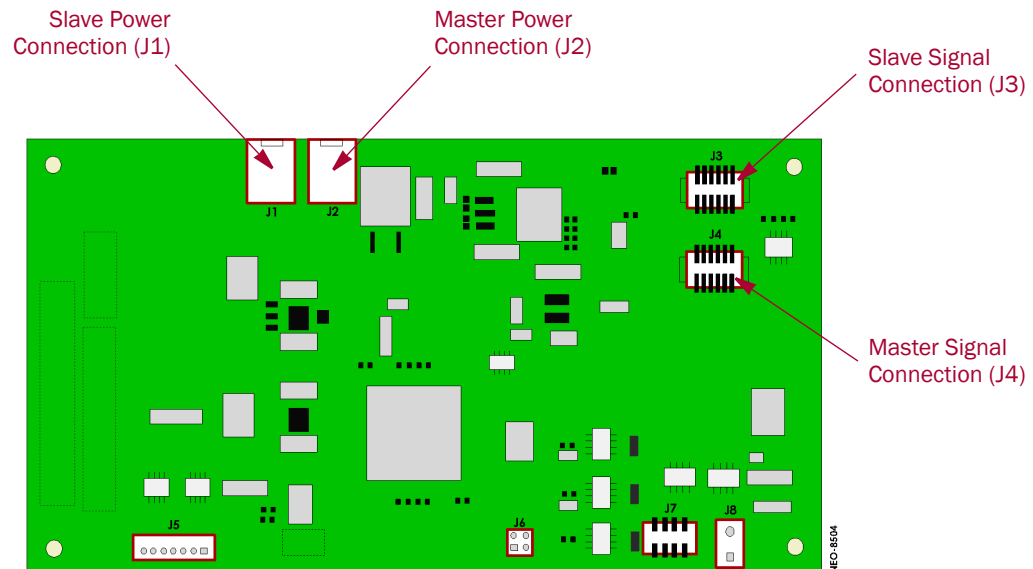 Slave Power
Connection (J1)
Master Power
Connection (J2)
Slave Signal
Connection (J3)
J3
J1
J2
J4
Master Signal
Connection (J4)
J5
J6
J7
J8
NEO-8504